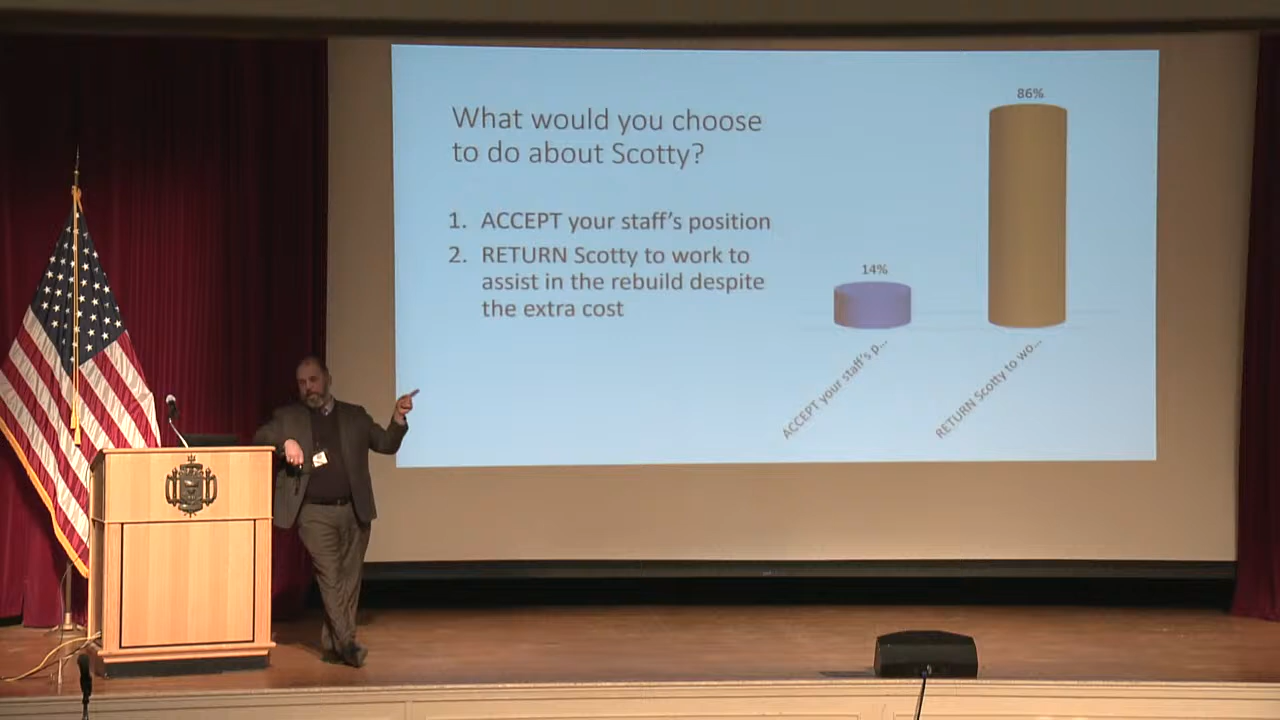 What would you choose
to do about Scotty?
1. ACCEPT your staff's position
2. RETURN Scotty to work to
assist in the rebuild despite
the extra cost
14%
86%
ACCEPT your staff's p...
RETURN Scotty to wo...